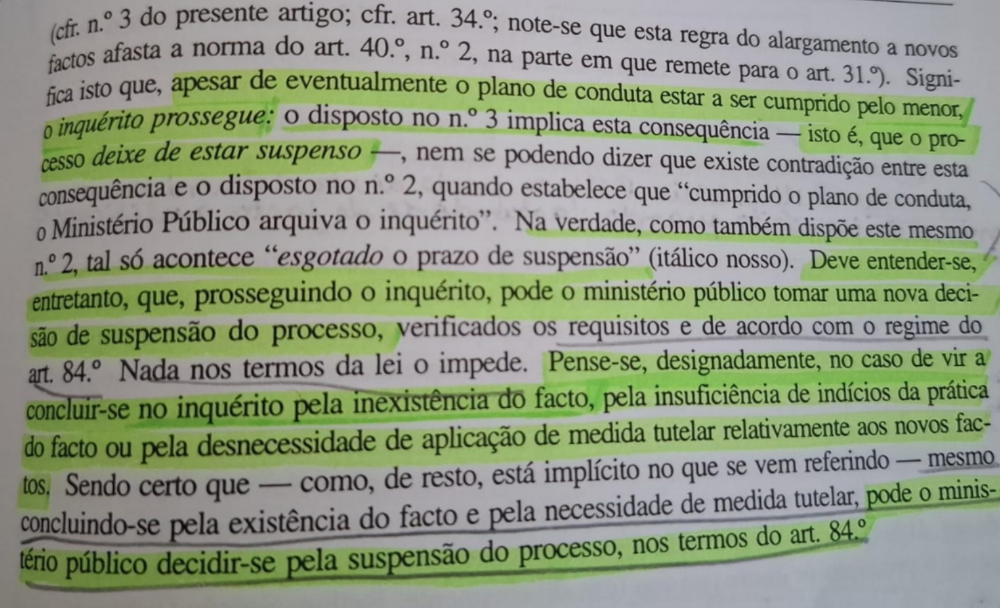 (cfr. n.º 3 do presente artigo; cfr. art. 34.º; note-se que esta regra do alargamento a novos
factos afasta a norma do art. 40.º, n.º 2, na parte em que remete para o art. 31.º). Signi-
fica isto que, apesar de eventualmente o plano de conduta estar a ser cumprido pelo menor,
o inquérito prossegue: o disposto no n.º 3 implica esta consequência — isto é, que o pro-
cesso deixe de estar suspenso —, nem se podendo dizer que existe contradição entre esta
consequência e o disposto no n.º 2, quando estabelece que “cumprido o plano de conduta,
o Ministério Público arquiva o inquérito”. Na verdade, como também dispõe este mesmo
n.º 2, tal só acontece “esgotado o prazo de suspensão” (itálico nosso). Deve entender-se,
entretanto, que, prosseguindo o inquérito, pode o ministério público tomar uma nova deci-
são de suspensão do processo, verificados os requisitos e de acordo com o regime do
art. 84.º Nada nos termos da lei o impede. Pense-se, designadamente, no caso de vir a
concluir-se no inquérito pela inexistência do facto, pela insuficiência de indícios da prática
do facto ou pela desnecessidade de aplicação de medida tutelar relativamente aos novos fac-
tos. Sendo certo que — como, de resto, está implícito no que se vem referindo — mesmo
concluindo-se pela existência do facto e pela necessidade de medida tutelar, pode o minis-
tério público decidir-se pela suspensão do processo, nos termos do art. 84.º